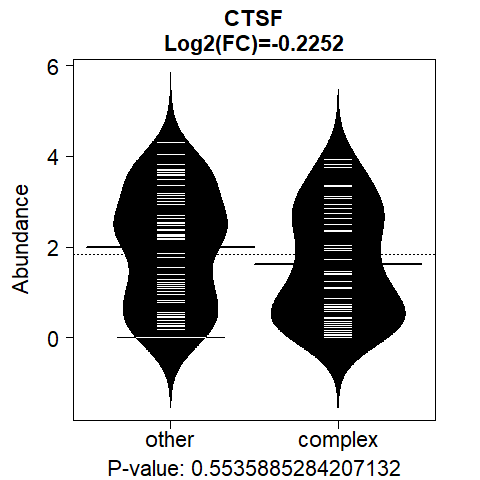 CTSF
Log2(FC)=-0.2252
6
4
2
0
Abundance
other complex
P-value: 0.5535885284207132